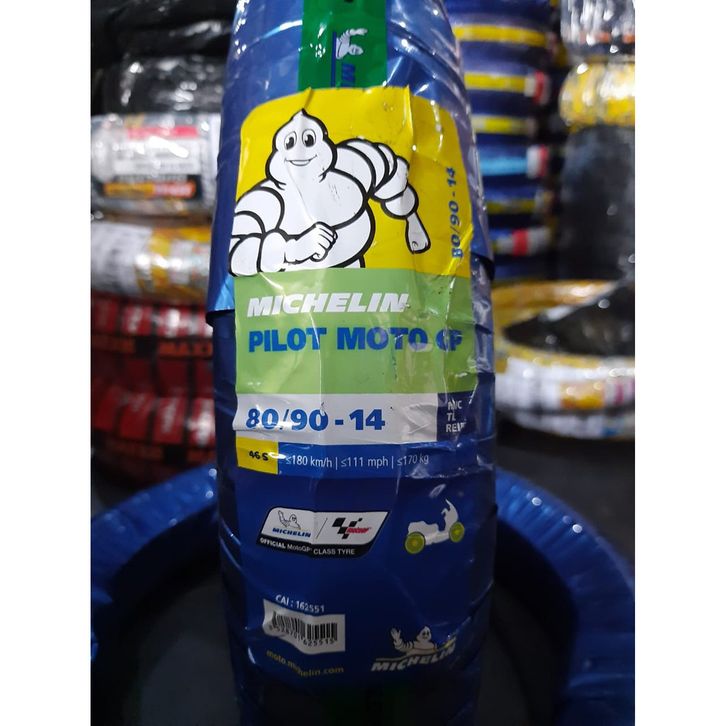 80/90 - 14
MICHELIN
PILOT MOTO GP
80/90 - 14
M/C
TL
46 S
≤180 km/h | ≤111 mph | ≤170 kg
MICHELIN
OFFICIAL MotoGP CLASS TYRE
CAI : 162551
moto.michelin.com
MICHELIN